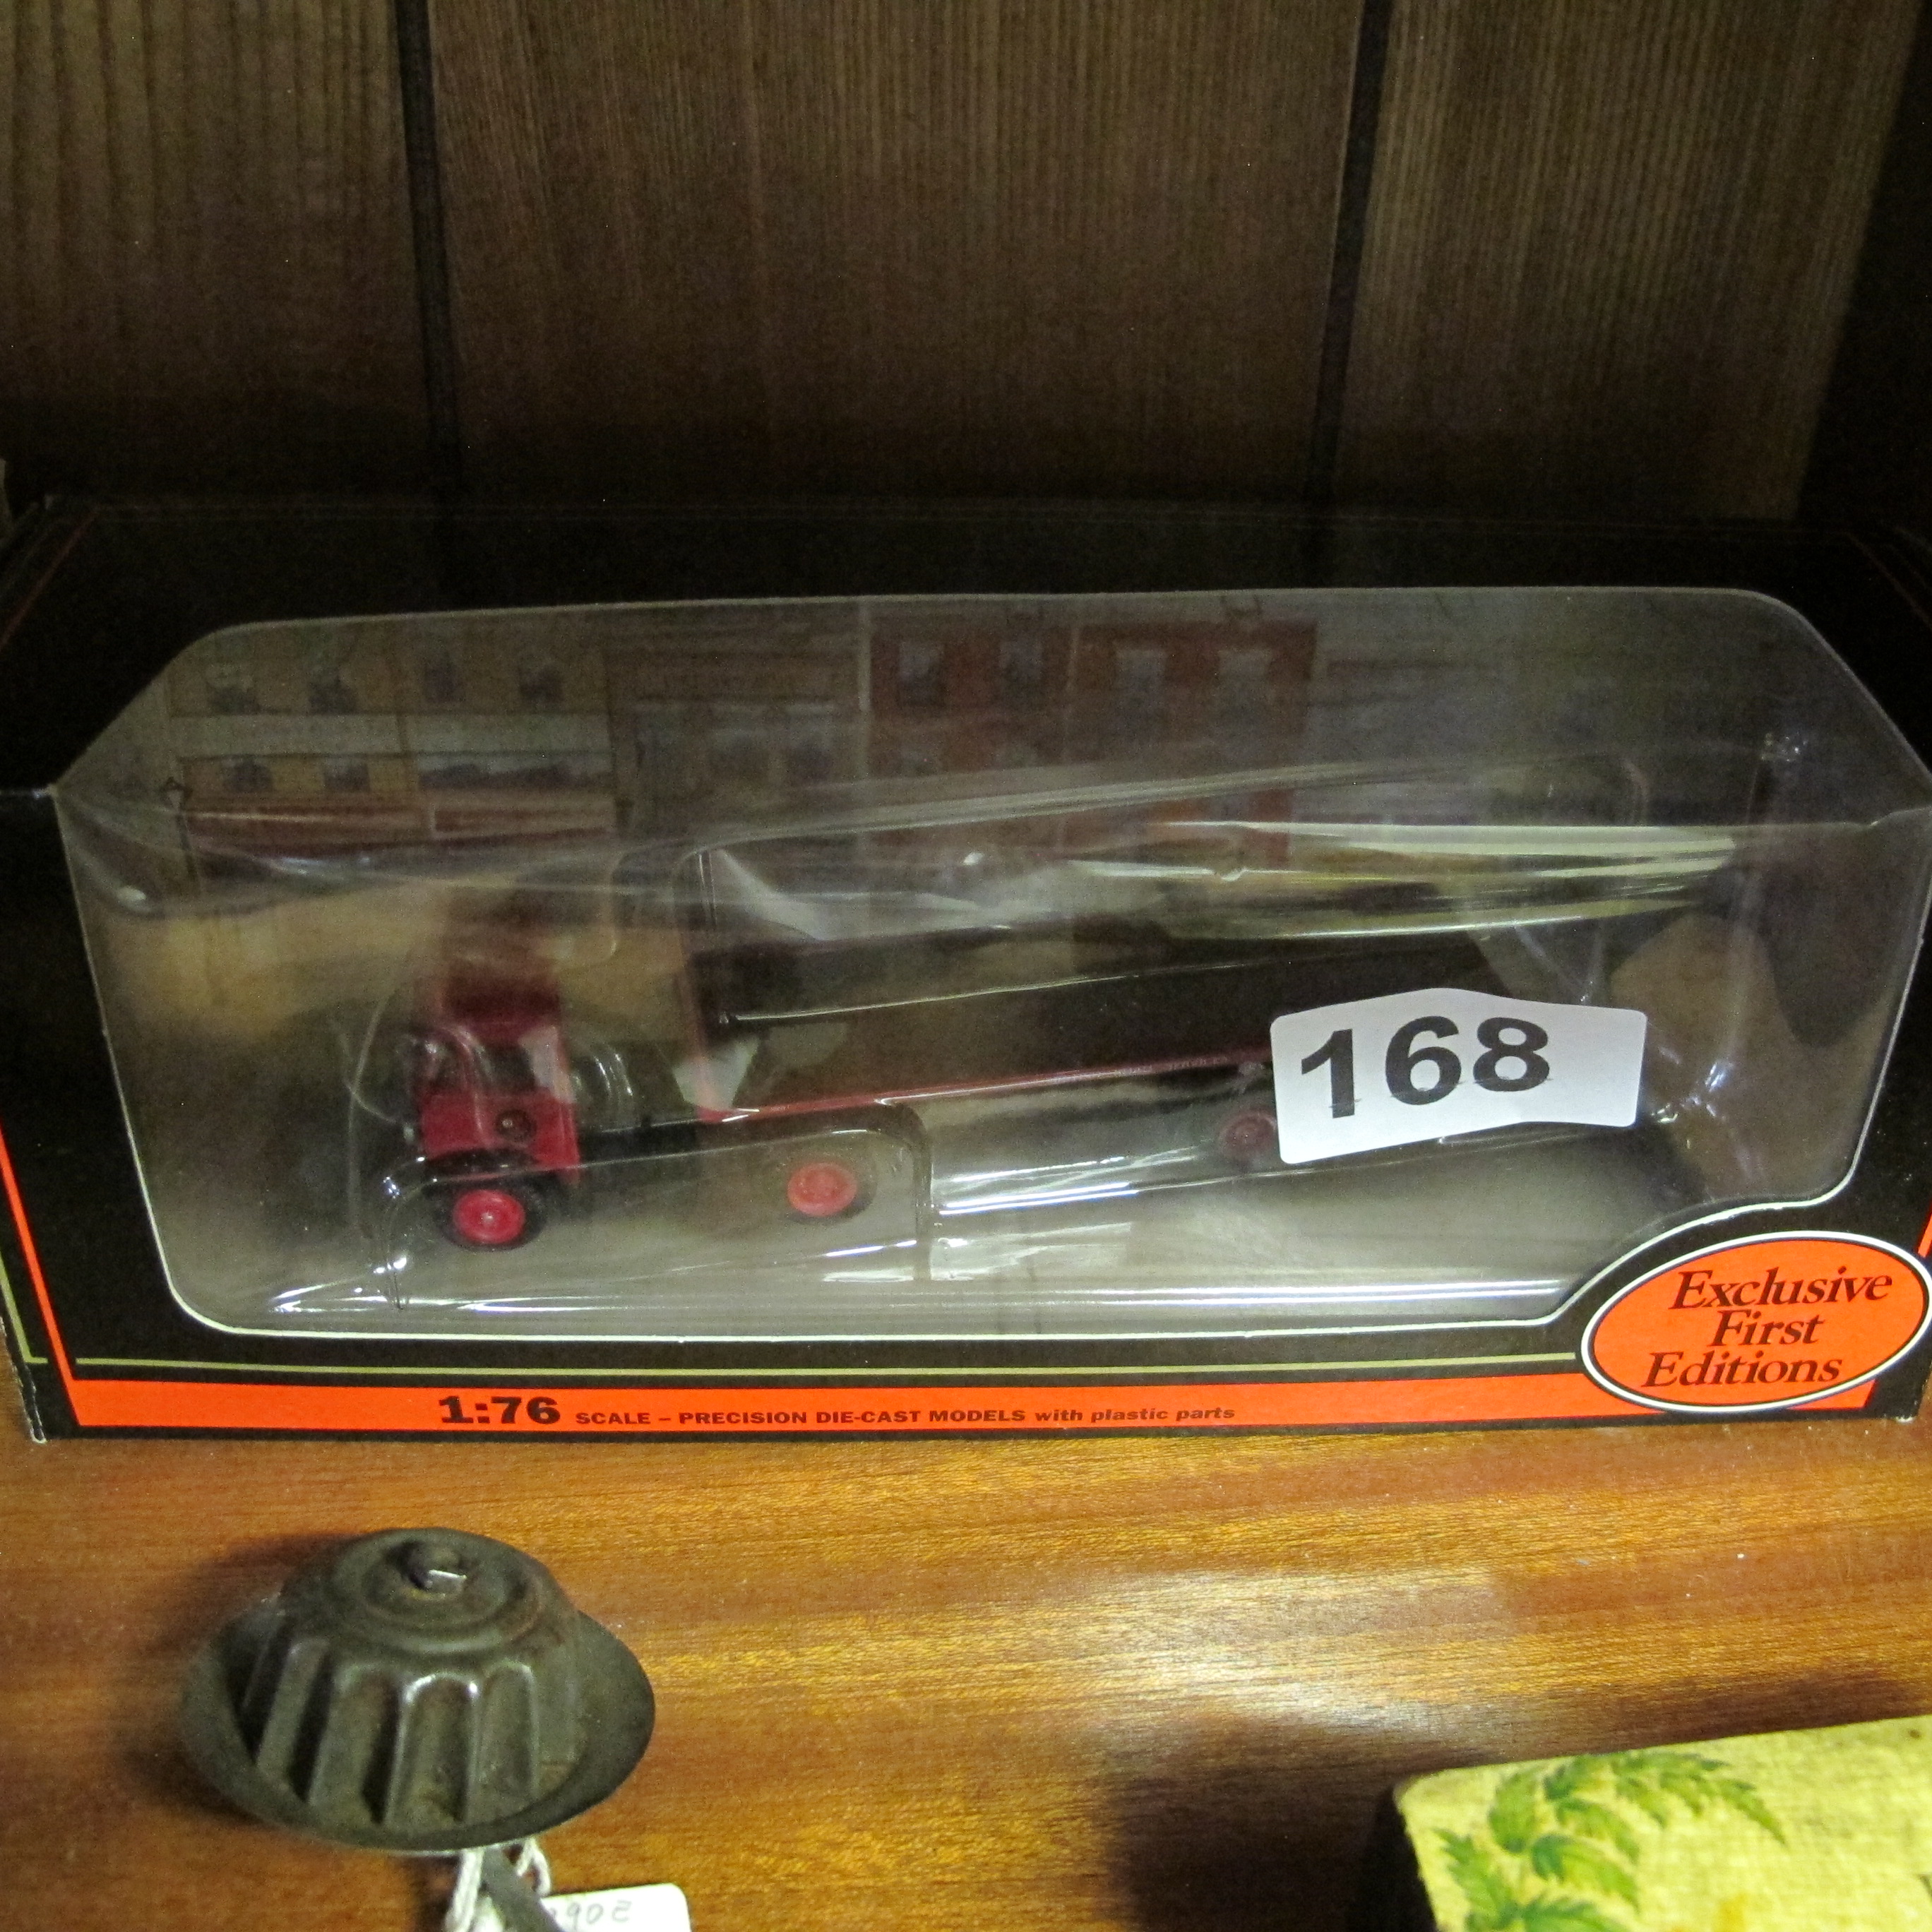 168
Exclusive
First
Editions
1:76 SCALE – PRECISION DIE-CAST MODELS with plastic parts